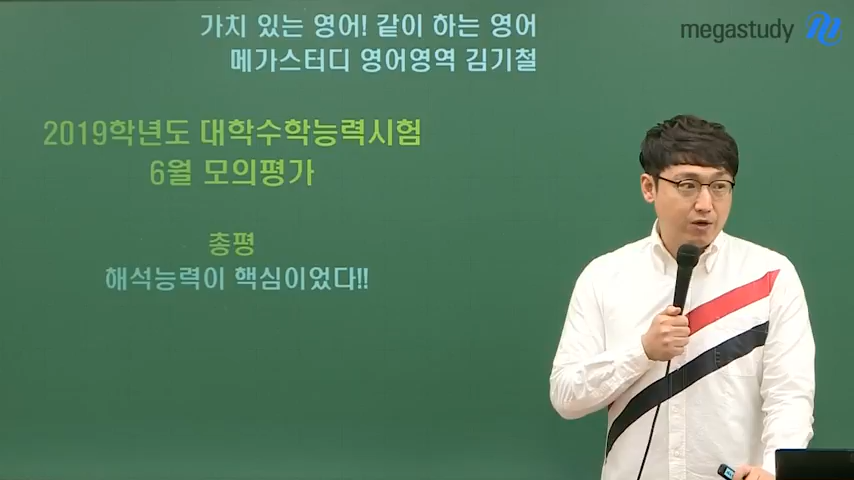 가치 있는 영어! 같이 하는 영어
메가스터디 영어영역 김기철
megastudy
2019학년도 대학수학능력시험
6월 모의평가
총평
해석능력이 핵심이었다!!